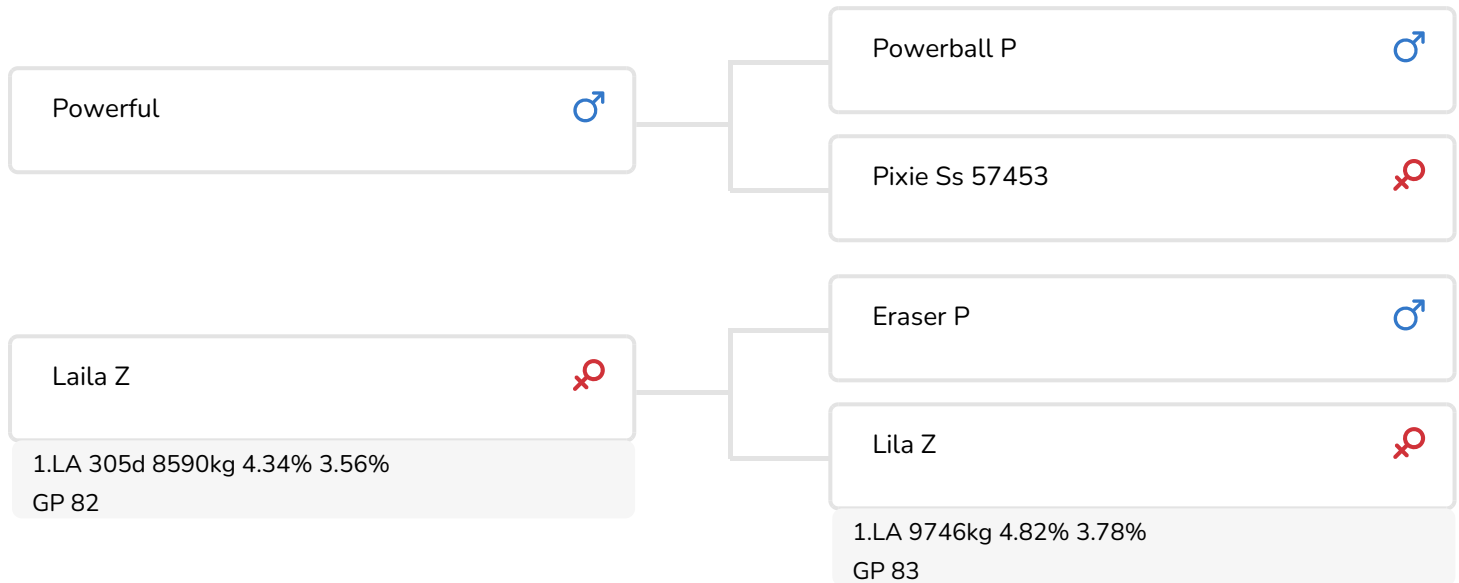 Powerball P
Powerful
Pixie Ss 57453
Eraser P
Laila Z
1.LA 305d 8590kg 4.34% 3.56%
GP 82
Lila Z
1.LA 9746kg 4.82% 3.78%
GP 83